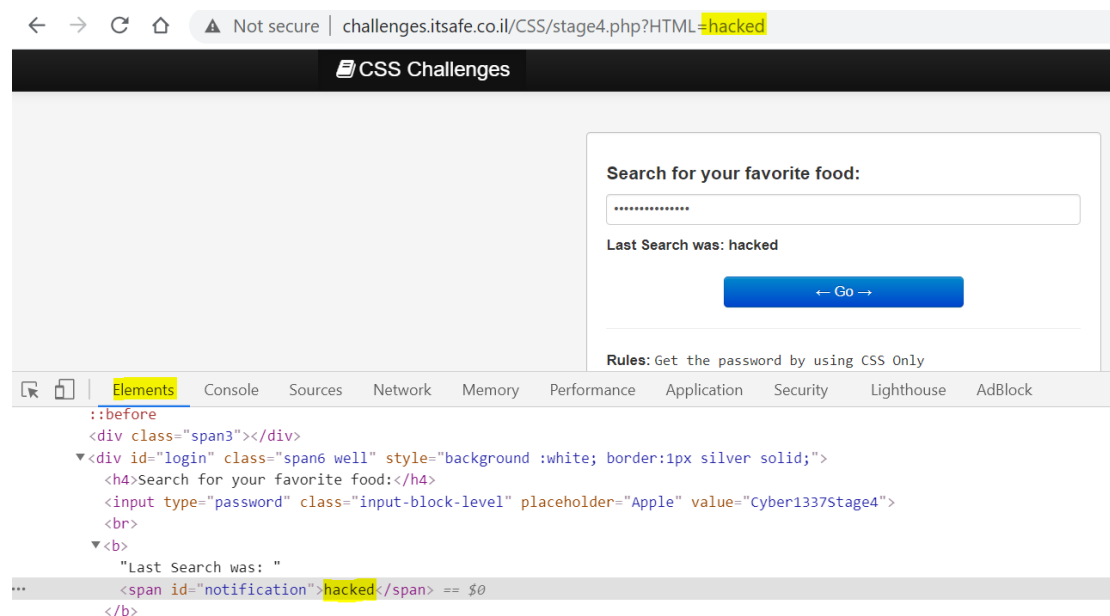 Not secure | challenges.itsafe.co.il/CSS/stage4.php?HTML=hacked
CSS Challenges
Search for your favorite food:
•••••••••••••••
Last Search was: hacked
← Go →
Rules: Get the password by using CSS Only
Elements Console Sources Network Memory Performance Application Security Lighthouse AdBlock
::before
<div class="span3"></div>
▼<div id="login" class="span6 well" style="background :white; border:1px silver solid;">
<h4>Search for your favorite food:</h4>
<input type="password" class="input-block-level" placeholder="Apple" value="Cyber1337Stage4">
<br>
▼<b>
"Last Search was: "
... <span id="notification">hacked</span> == $0
</b>